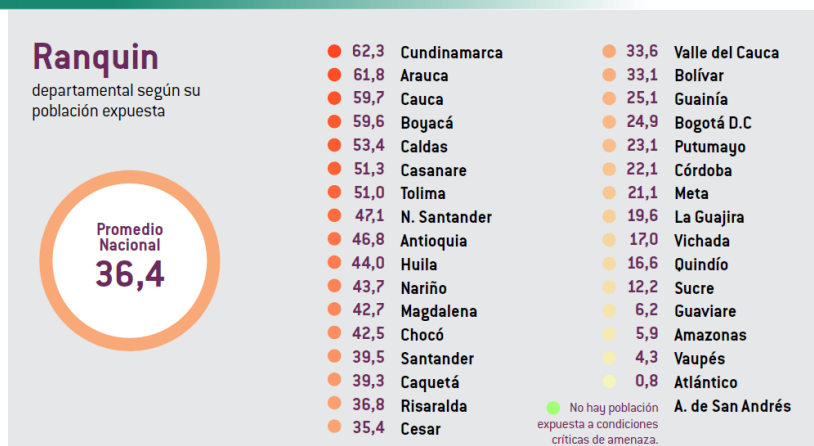 Ranquin
departamental según su
población expuesta
Promedio
Nacional
36,4
62,3 Cundinamarca
61,8 Arauca
59,7 Cauca
59,6 Boyacá
53,4 Caldas
51,3 Casanare
51,0 Tolima
47,1 N. Santander
46,8 Antioquia
44,0 Huila
43,7 Nariño
42,7 Magdalena
42,5 Chocó
39,5 Santander
39,3 Caquetá
36,8 Risaralda
35,4 Cesar
33,6 Valle del Cauca
33,1 Bolívar
25,1 Guainía
24,9 Bogotá D.C
23,1 Putumayo
22,1 Córdoba
21,1 Meta
19,6 La Guajira
17,0 Vichada
16,6 Quindío
12,2 Sucre
6,2 Guaviare
5,9 Amazonas
4,3 Vaupés
0,8 Atlántico
No hay población A. de San Andrés
expuesta a condiciones
críticas de amenaza.